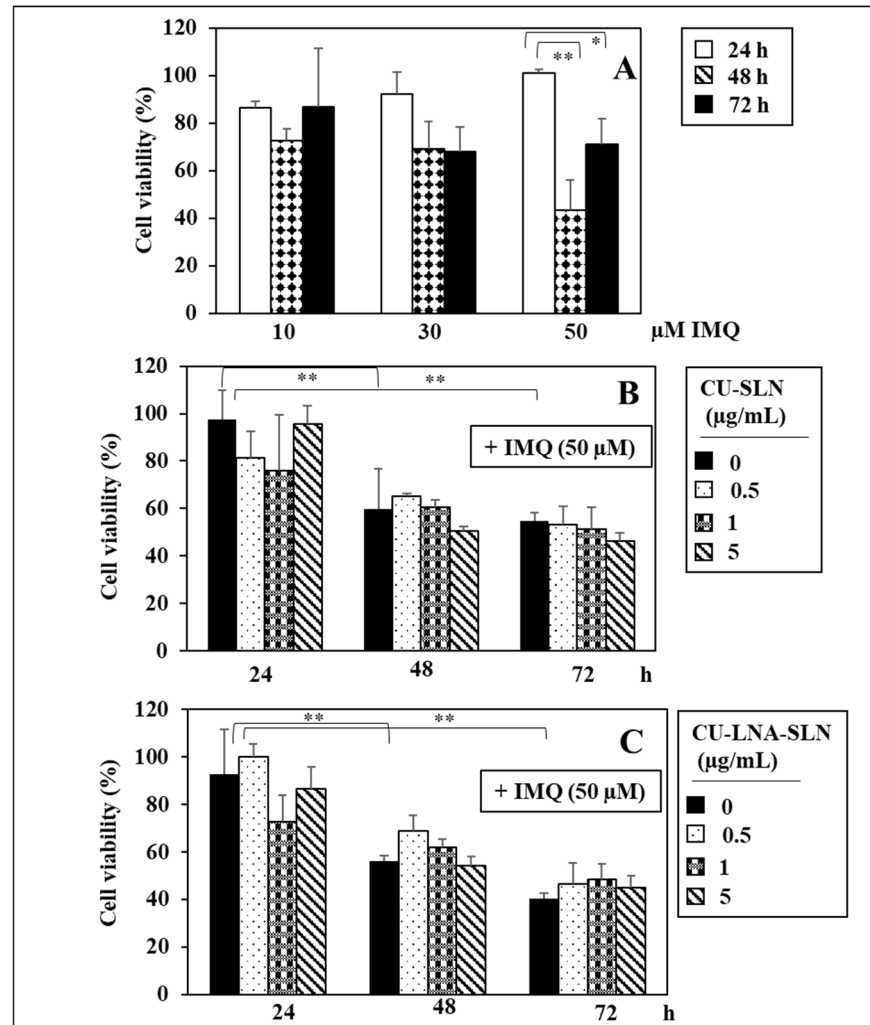 120
100
80
60
40
20
0
Cell viability (%)
* 
**
A
10 30 50 µM IMQ
24 h
48 h
72 h
120
100
80
60
40
20
0
Cell viability (%)
** **
B
+ IMQ (50 µM)
24 48 72 h
CU-SLN
(µg/mL)
0
0.5
1
5
120
100
80
60
40
20
0
Cell viability (%)
** **
C
+ IMQ (50 µM)
24 48 72 h
CU-LNA-SLN
(µg/mL)
0
0.5
1
5